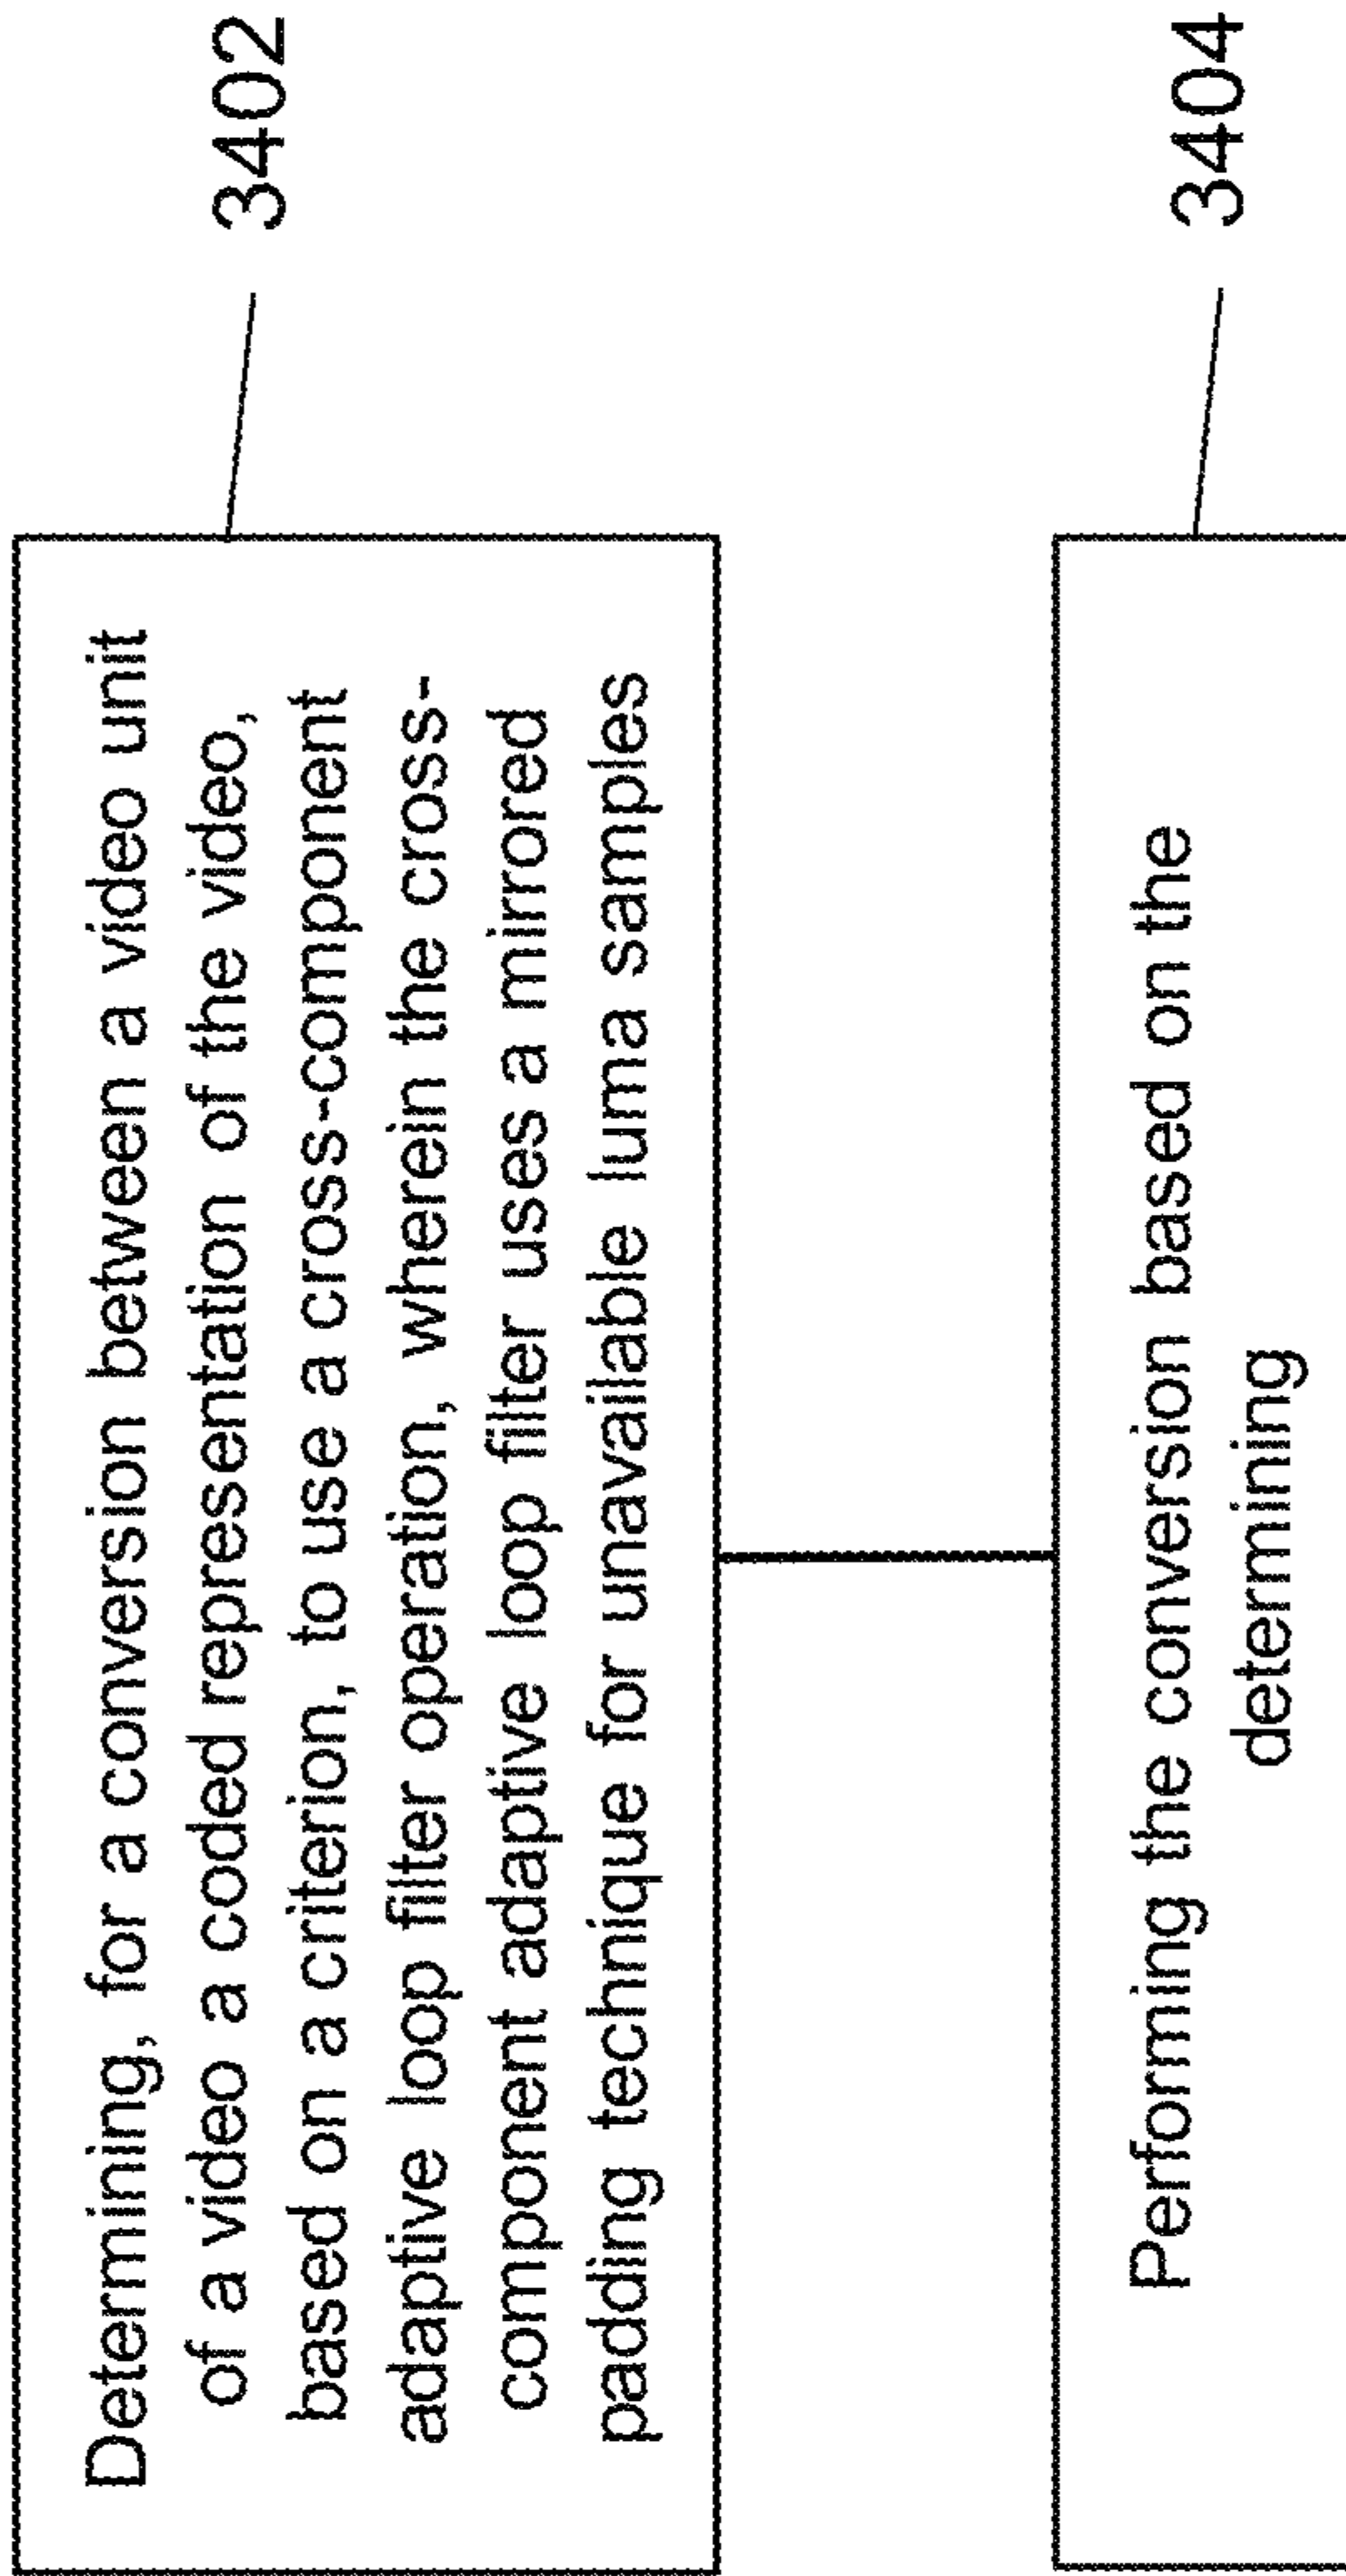 3402
Determining, for a conversion between a video unit
of a video a coded representation of the video,
based on a criterion, to use a cross-component
adaptive loop filter operation, wherein the cross-
component adaptive loop filter uses a mirrored
padding technique for unavailable luma samples
3404
Performing the conversion based on the
determining